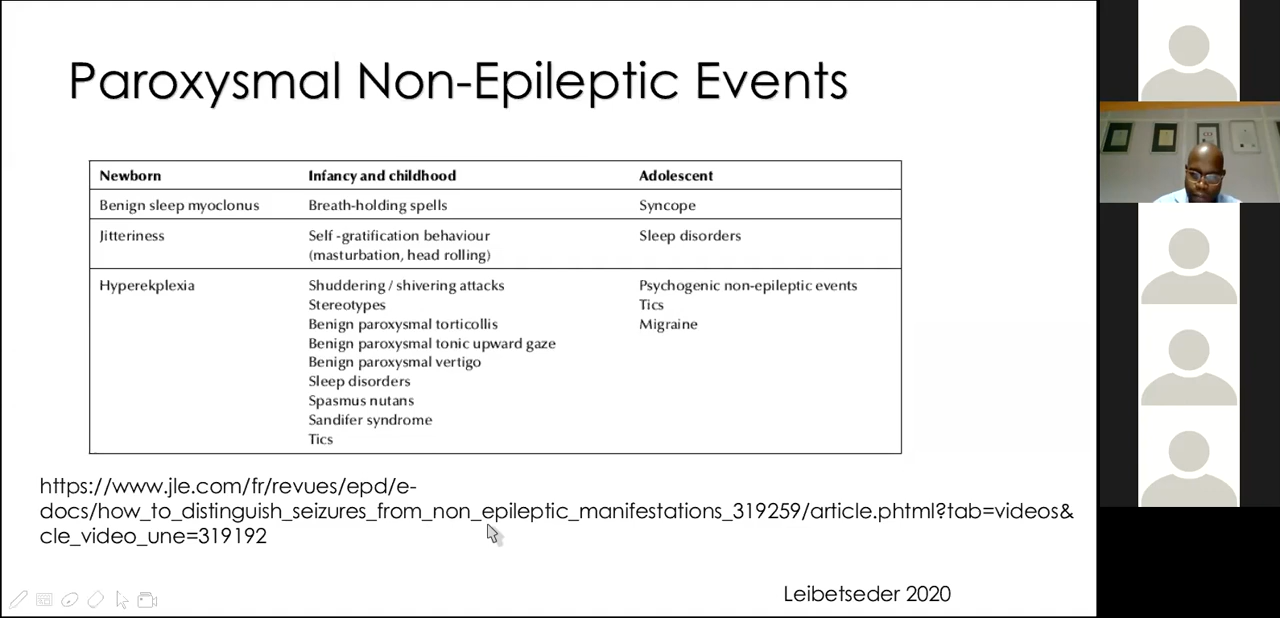 Paroxysmal Non-Epileptic Events
Newborn Infancy and childhood Adolescent
Benign sleep myoclonus Breath-holding spells Syncope
Jitteriness Self -gratification behaviour Sleep disorders
(masturbation, head rolling)
Hyperekplexia Shuddering / shivering attacks Psychogenic non-epileptic events
Stereotypes Tics
Benign paroxysmal torticollis Migraine
Benign paroxysmal tonic upward gaze
Benign paroxysmal vertigo
Sleep disorders
Spasmus nutans
Sandifer syndrome
Tics
https://www.jle.com/fr/revues/epd/e-
docs/how_to_distinguish_seizures_from_non_epileptic_manifestations_319259/article.phtml?tab=videos&
cle_video_une=319192
Leibetseder 2020